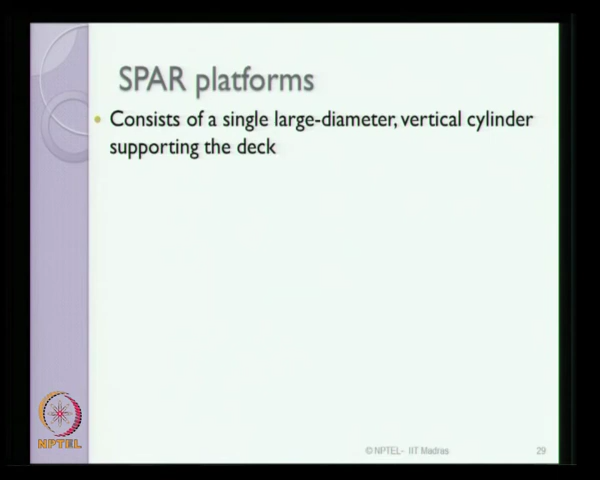 SPAR platforms
Consists of a single large-diameter, vertical cylinder
supporting the deck
NPTEL
© NPTEL- IIT Madras
29